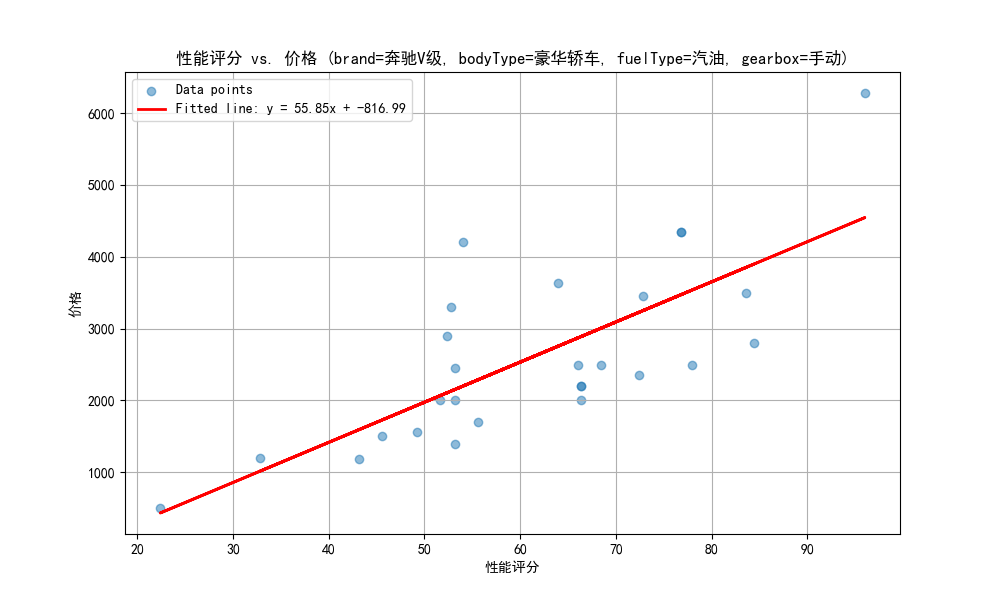 性能评分 vs. 价格 (brand=奔驰V级, bodyType=豪华轿车, fuelType=汽油, gearbox=手动)
Data points
Fitted line: y = 55.85x + -816.99
6000
5000
4000
3000
2000
1000
价格
20 30 40 50 60 70 80 90
性能评分